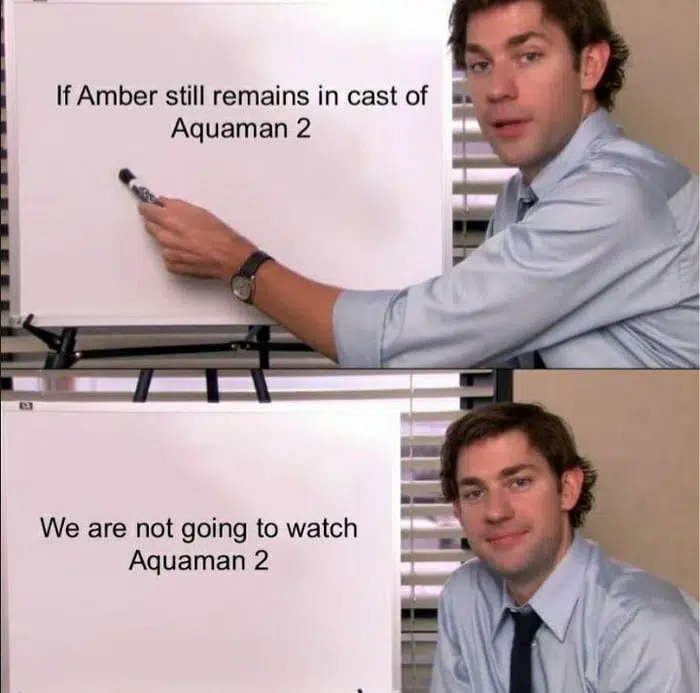 If Amber still remains in cast of
Aquaman 2
We are not going to watch
Aquaman 2